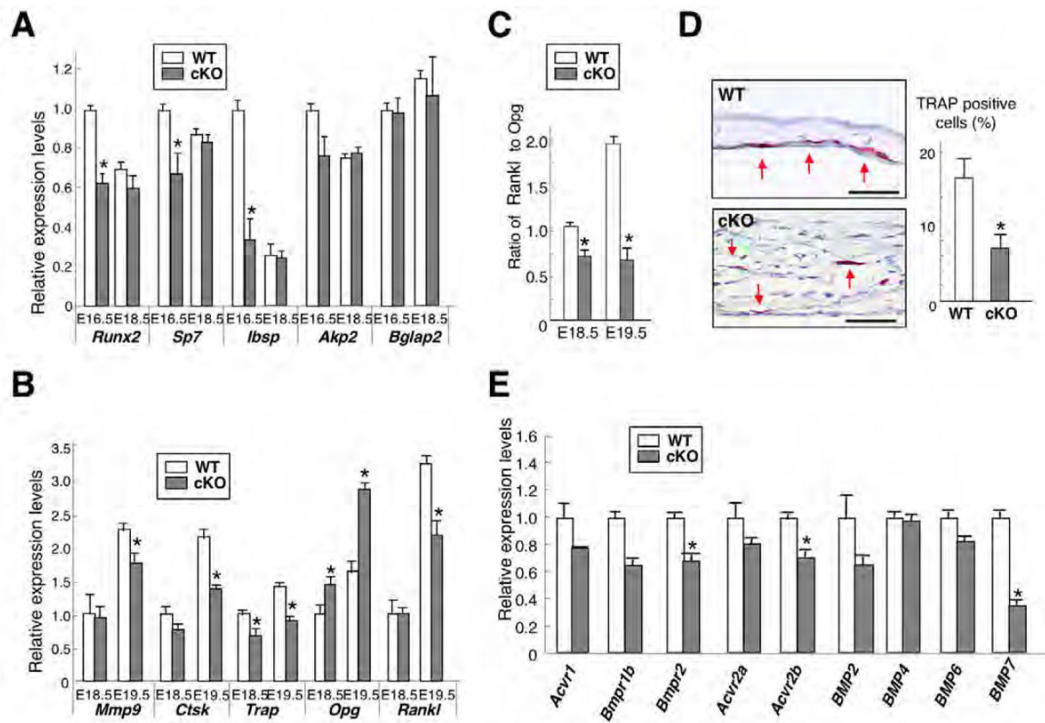 A
WT
cKO
Relative expression levels
1.2
1.0
0.8
0.6
0.4
0.2
0
* * *
E16.5 E18.5 E16.5 E18.5 E16.5 E18.5 E16.5 E18.5 E16.5 E18.5
Runx2 Sp7 Ibsp Akp2 Bglap2
C
WT
cKO
Ratio of Rankl to Opg
2.0
1.5
1.0
0.5
0
* *
E18.5 E19.5
D
WT
cKO
TRAP positive
cells (%)
20
10
0
*
WT cKO
B
WT
cKO
Relative expression levels
3.5
3.0
2.5
2.0
1.5
1.0
0.5
0
* * * * * * *
E18.5 E19.5 E18.5 E19.5 E18.5 E19.5 E18.5 E19.5 E18.5 E19.5
Mmp9 Ctsk Trap Opg Rankl
E
WT
cKO
Relative expression levels
1.6
1.4
1.2
1.0
0.8
0.6
0.4
0.2
0
* * *
Acvr1 Bmpr1b Bmpr2 Acvr2a Acvr2b BMP2 BMP4 BMP6 BMP7